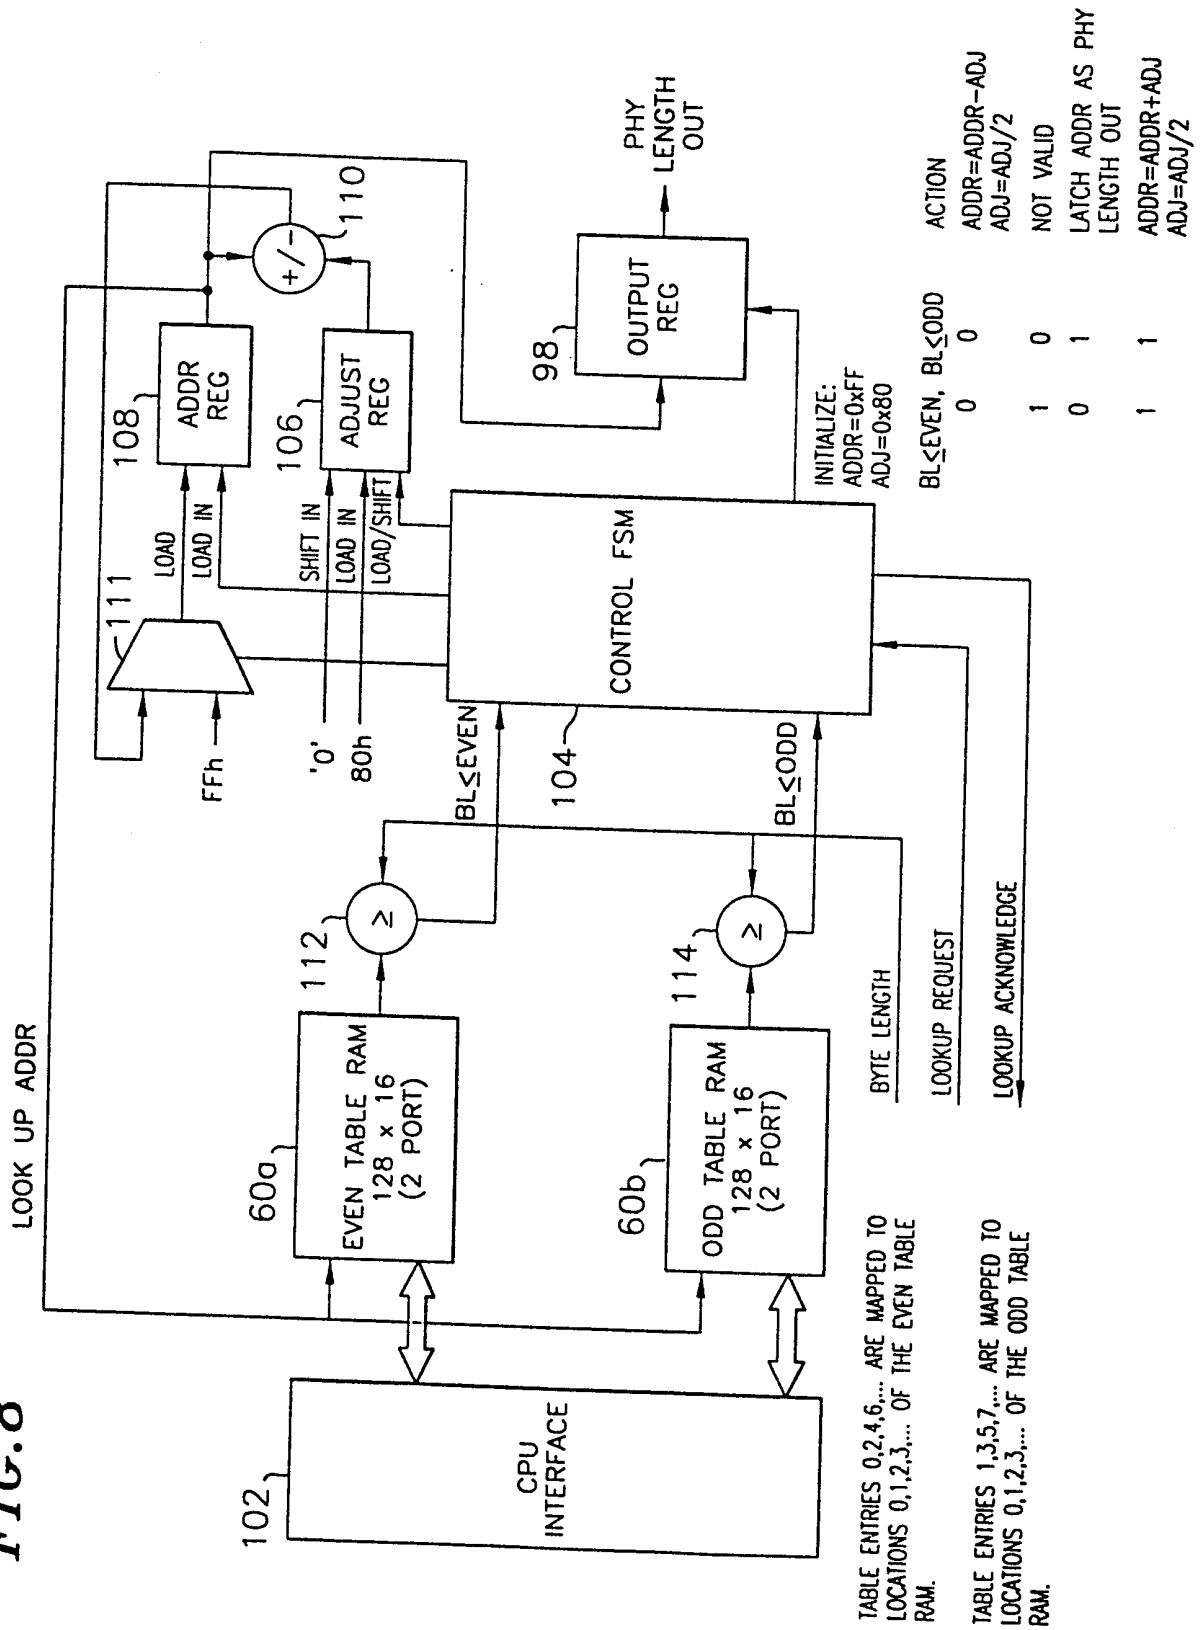 FIG.8
LOOK UP ADDR
102
CPU
INTERFACE
60a
EVEN TABLE RAM
128 x 16
(2 PORT)
60b
ODD TABLE RAM
128 x 16
(2 PORT)
112
≥
114
≥
BL≤EVEN
BL≤ODD
BYTE LENGTH
LOOKUP REQUEST
LOOKUP ACKNOWLEDGE
FFh
111
'0'
80h
LOAD
LOAD IN
SHIFT IN
LOAD IN
LOAD/SHIFT
104
CONTROL FSM
108
ADDR
REG
106
ADJUST
REG
+/-
110
98
OUTPUT
REG
PHY
LENGTH
OUT
INITIALIZE:
ADDR=0xFF
ADJ=0x80
BL≤EVEN, BL≤ODD ACTION
0 0 ADDR=ADDR-ADJ
ADJ=ADJ/2
1 0 NOT VALID
0 1 LATCH ADDR AS PHY
LENGTH OUT
1 1 ADDR=ADDR+ADJ
ADJ=ADJ/2
TABLE ENTRIES 0,2,4,6,... ARE MAPPED TO
LOCATIONS 0,1,2,3,... OF THE EVEN TABLE
RAM.
TABLE ENTRIES 1,3,5,7,... ARE MAPPED TO
LOCATIONS 0,1,2,3,... OF THE ODD TABLE
RAM.